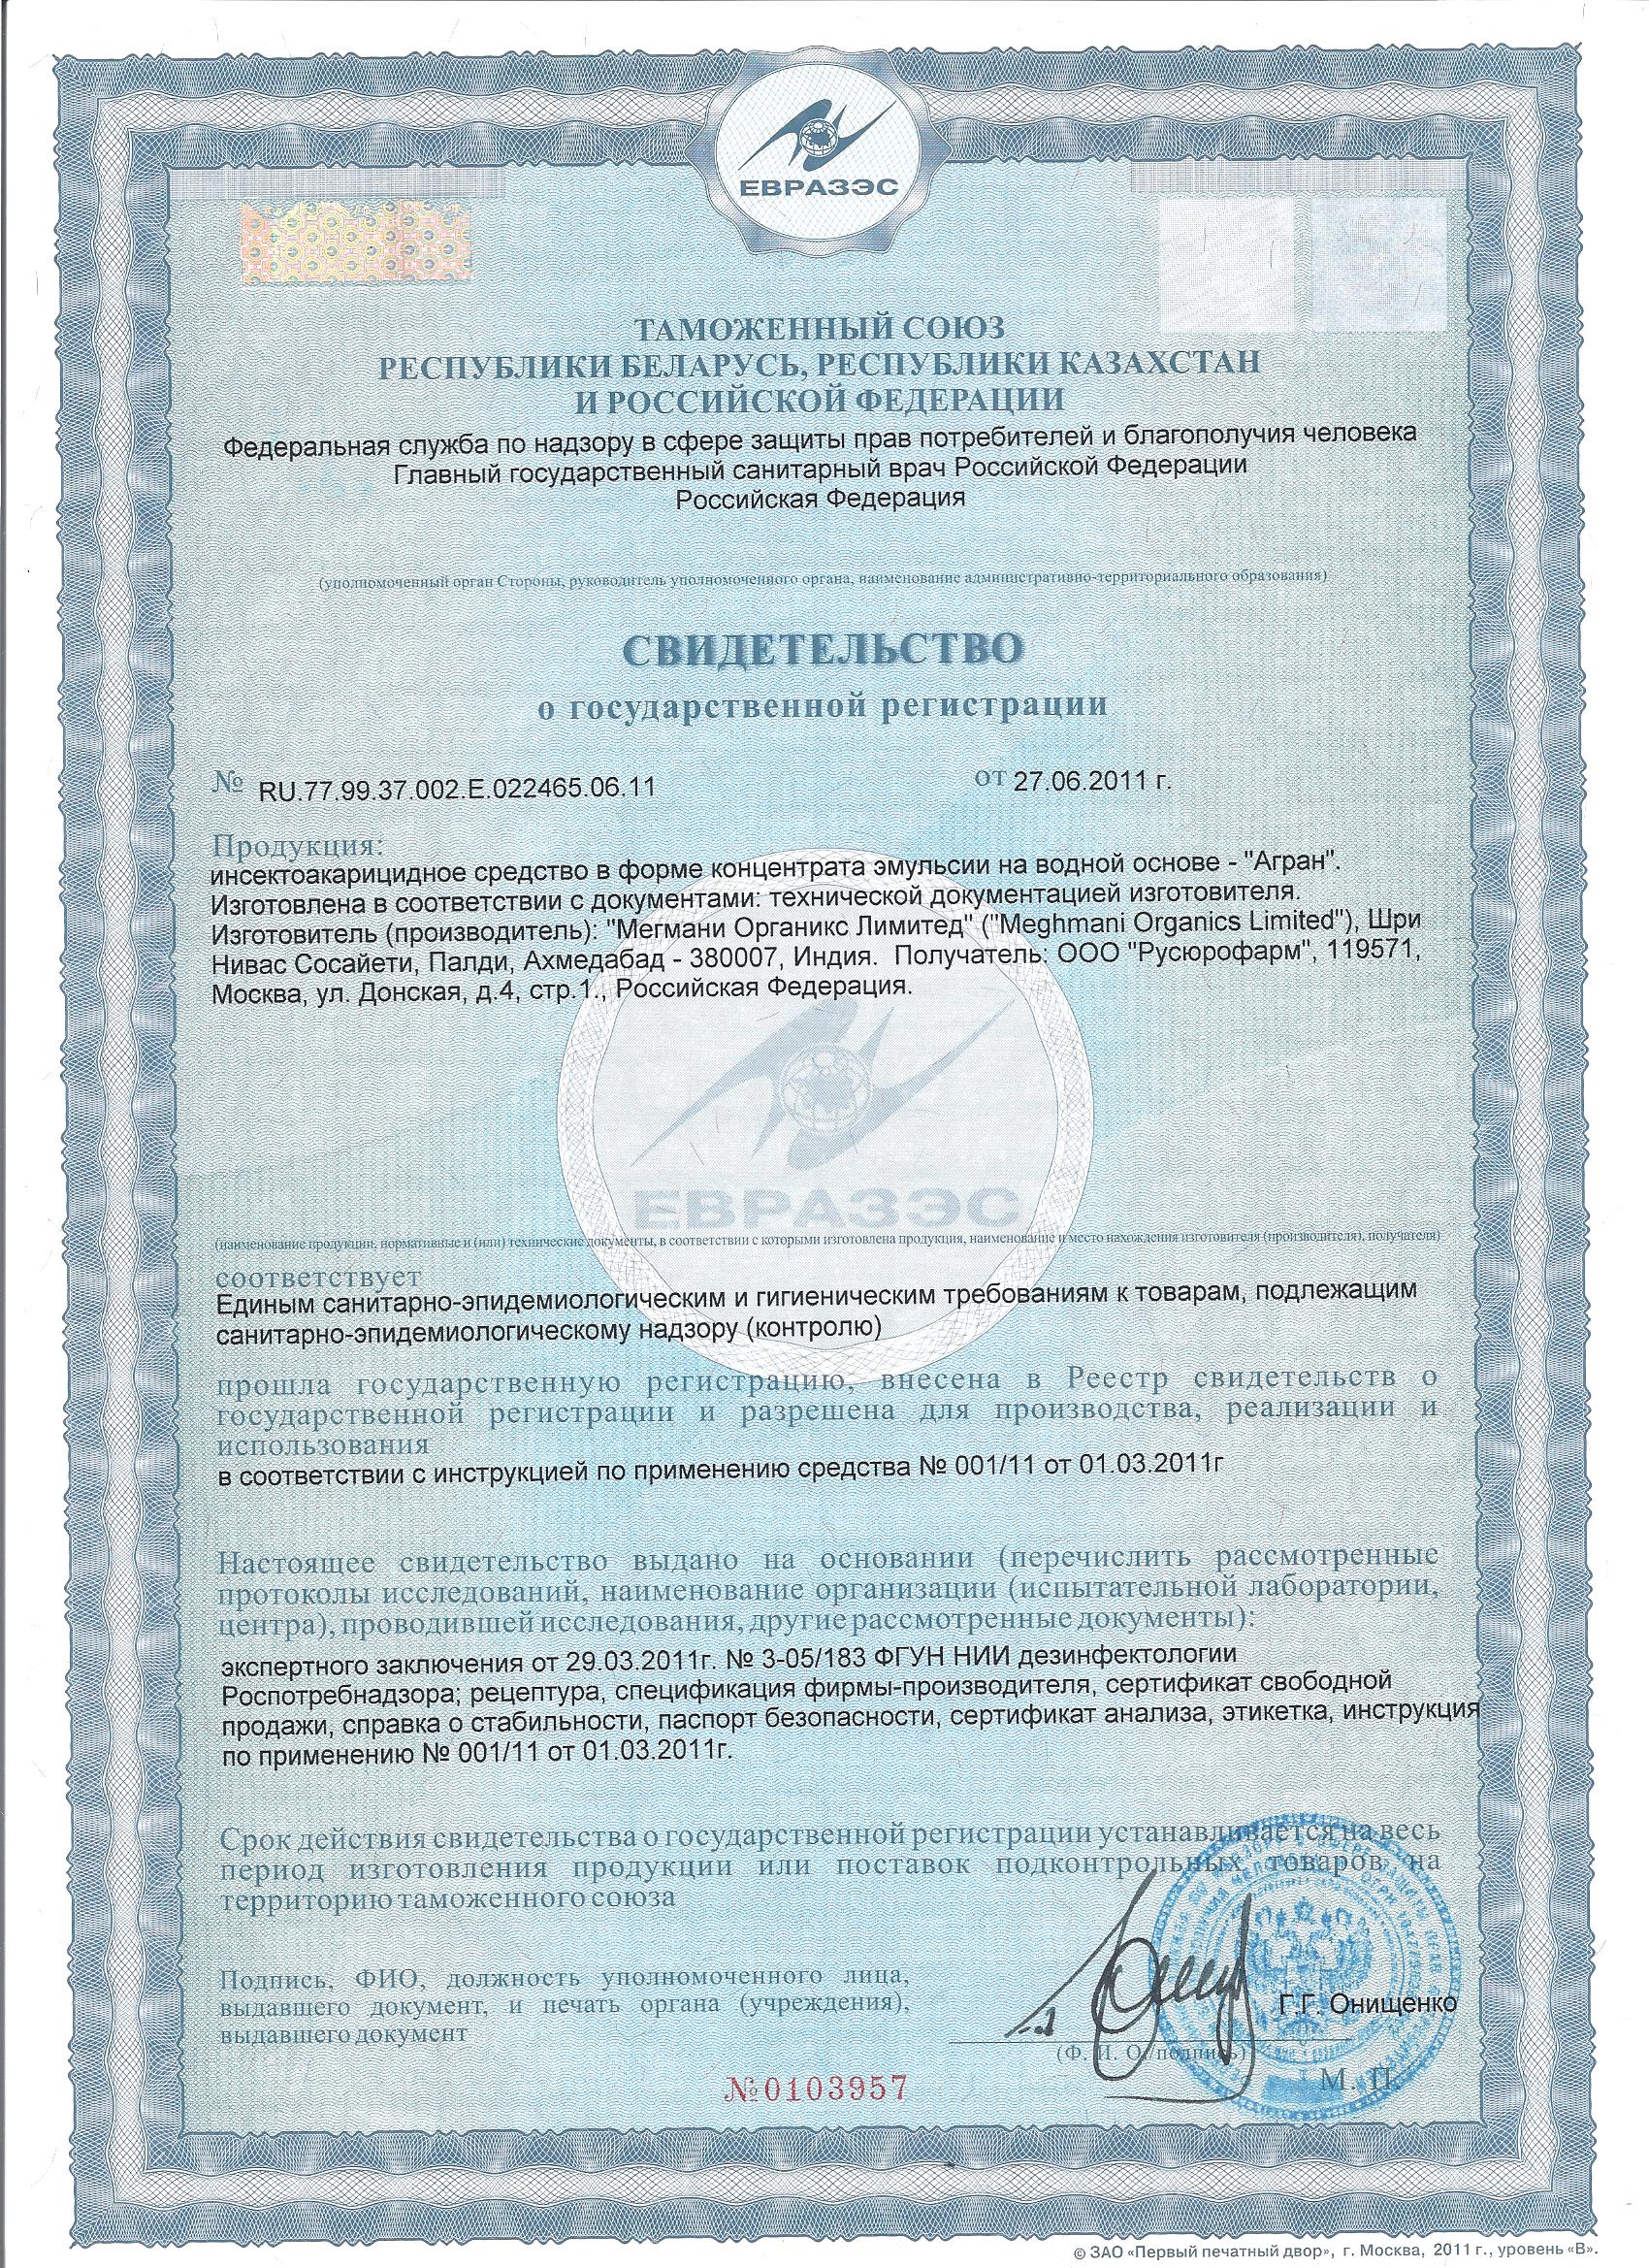 ЕВРАЗЭС
ТАМОЖЕННЫЙ СОЮЗ
РЕСПУБЛИКИ БЕЛАРУСЬ, РЕСПУБЛИКИ КАЗАХСТАН
И РОССИЙСКОЙ ФЕДЕРАЦИИ
Федеральная служба по надзору в сфере защиты прав потребителей и благополучия человека
Главный государственный санитарный врач Российской Федерации
Российская Федерация
(уполномоченный орган Стороны, руководитель уполномоченного органа, наименование административно-территориального образования)
СВИДЕТЕЛЬСТВО
о государственной регистрации
№ RU.77.99.37.002.Е.022465.06.11 от 27.06.2011 г.
Продукция:
инсектоакарицидное средство в форме концентрата эмульсии на водной основе - "Агран".
Изготовлена в соответствии с документами: технической документацией изготовителя.
Изготовитель (производитель): "Мегмани Органикс Лимитед" ("Meghmani Organics Limited"), Шри
Нивас Сосайети, Палди, Ахмедабад - 380007, Индия. Получатель: ООО "Русюрофарм", 119571,
Москва, ул. Донская, д.4, стр.1., Российская Федерация.
ЕВРАЗЭС
(наименование продукции, нормативные и (или) технические документы, в соответствии с которыми изготовлена продукция, наименование и место нахождения изготовителя (производителя), получателя)
соответствует
Единым санитарно-эпидемиологическим и гигиеническим требованиям к товарам, подлежащим
санитарно-эпидемиологическому надзору (контролю)
прошла государственную регистрацию, внесена в Реестр свидетельств о
государственной регистрации и разрешена для производства, реализации и
использования
в соответствии с инструкцией по применению средства № 001/11 от 01.03.2011г
Настоящее свидетельство выдано на основании (перечислить рассмотренные
протоколы исследований, наименование организации (испытательной лаборатории,
центра), проводившей исследования, другие рассмотренные документы):
экспертного заключения от 29.03.2011г. № 3-05/183 ФГУН НИИ дезинфектологии
Роспотребнадзора; рецептура, спецификация фирмы-производителя, сертификат свободной
продажи, справка о стабильности, паспорт безопасности, сертификат анализа, этикетка, инструкция
по применению № 001/11 от 01.03.2011г.
Срок действия свидетельства о государственной регистрации устанавливается на весь
период изготовления продукции или поставок подконтрольных товаров на
территорию таможенного союза
Подпись, ФИО, должность уполномоченного лица,
выдавшего документ, и печать органа (учреждения),
выдавшего документ
Г.Г. Онищенко
(Ф. И. О./подпись)
М. П.
№0103957
© ЗАО «Первый печатный двор», г. Москва, 2011 г., уровень «В».